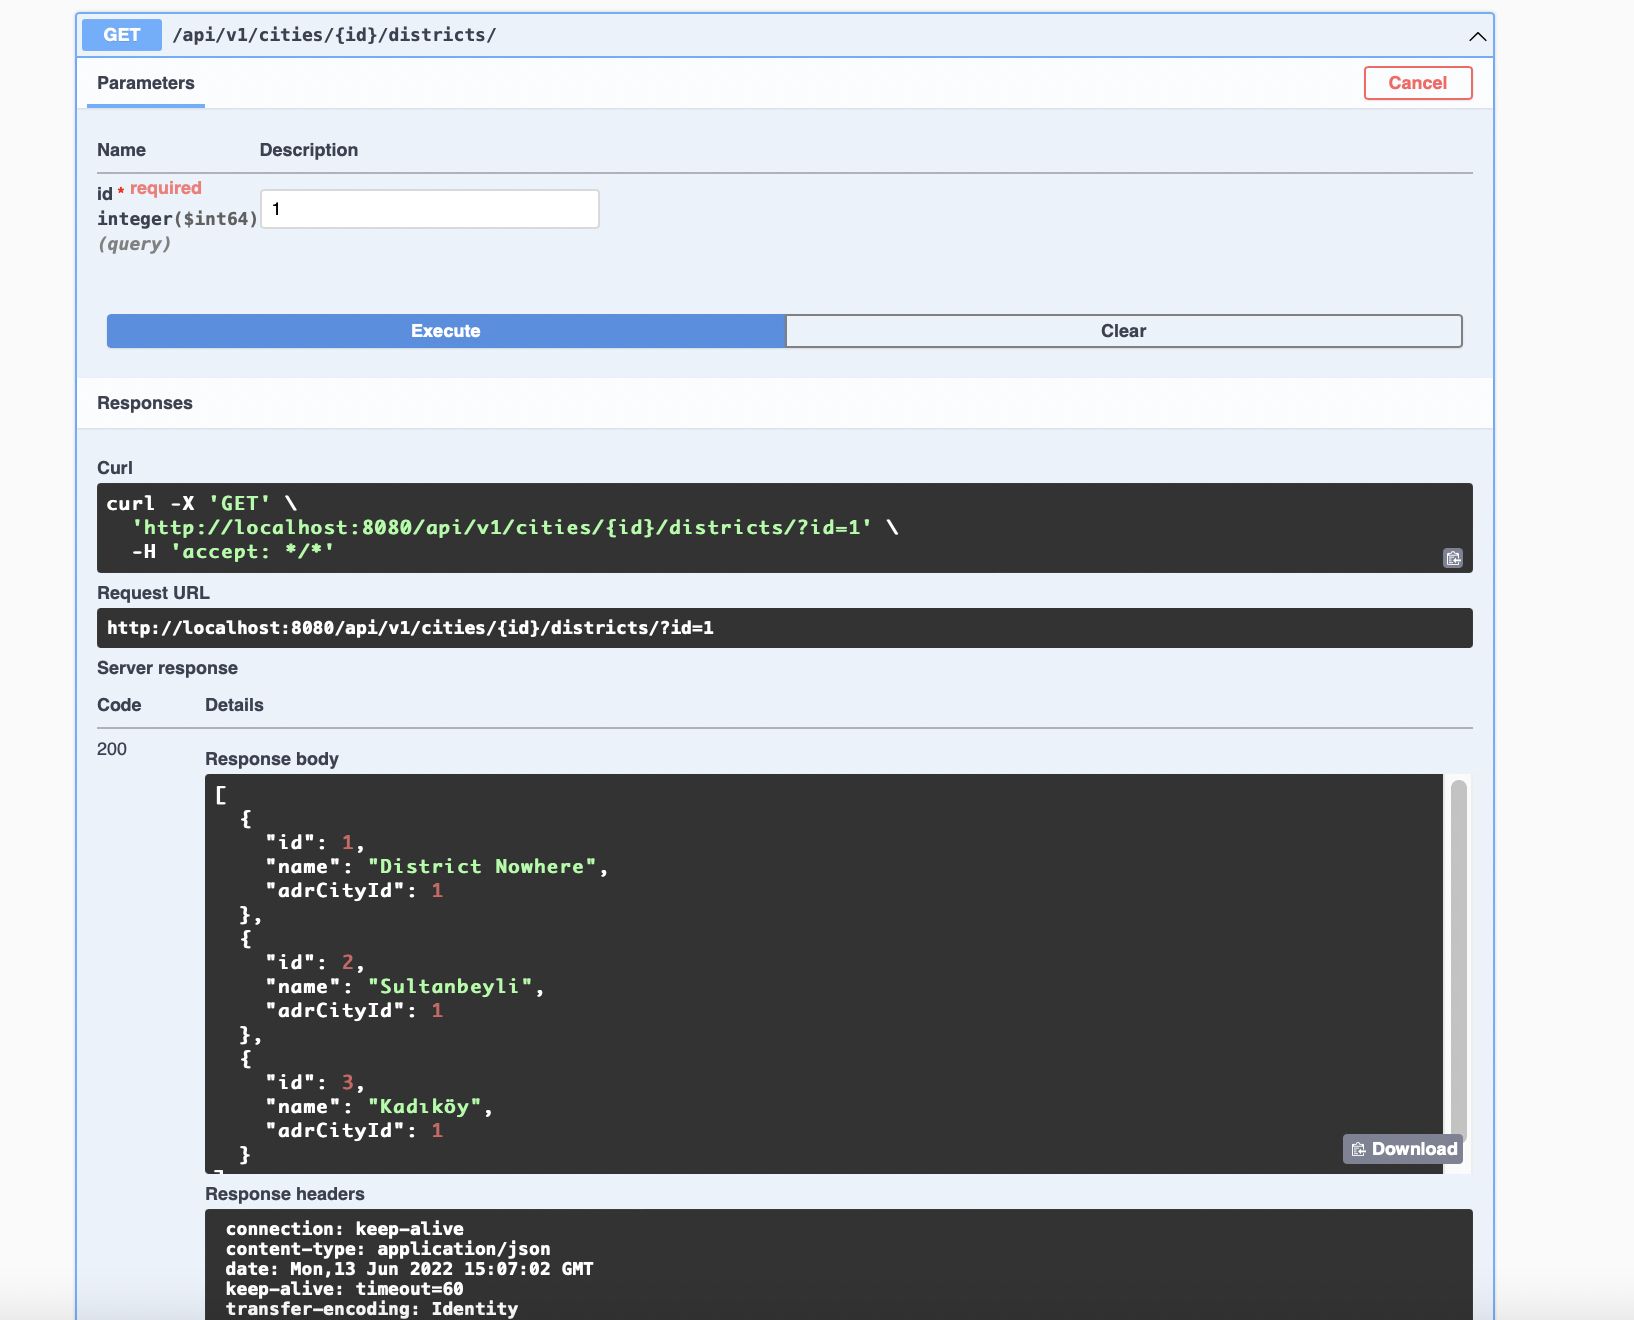 GET /api/v1/cities/{id}/districts/
Parameters
Cancel
Name Description
id * required
integer($int64)
(query)
1
Execute Clear
Responses
Curl
curl -X 'GET' \
'http://localhost:8080/api/v1/cities/{id}/districts/?id=1' \
-H 'accept: */*'
Request URL
http://localhost:8080/api/v1/cities/{id}/districts/?id=1
Server response
Code Details
200
Response body
[
{
"id": 1,
"name": "District Nowhere",
"adrCityId": 1
},
{
"id": 2,
"name": "Sultanbeyli",
"adrCityId": 1
},
{
"id": 3,
"name": "Kadıköy",
"adrCityId": 1
}
Download
Response headers
connection: keep-alive
content-type: application/json
date: Mon,13 Jun 2022 15:07:02 GMT
keep-alive: timeout=60
transfer-encoding: Identity